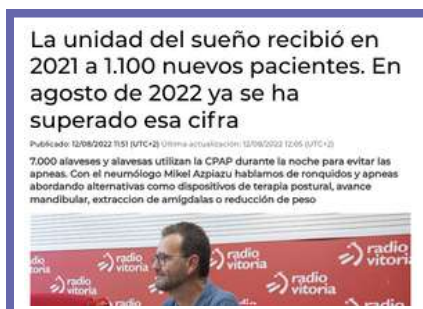 La unidad del sueño recibió en
2021 a 1.100 nuevos pacientes. En
agosto de 2022 ya se ha
superado esa cifra
Publicado: 12/08/2022 11:51 (UTC+2) Última actualización: 12/08/2022 12:05 (UTC+2)
7.000 alaveses y alavesas utilizan la CPAP durante la noche para evitar las
apneas. Con el neumólogo Mikel Azpiazu hablamos de ronquidos y apneas
abordando alternativas como dispositivos de terapia postural, avance
mandibular, extraccion de amígdalas o reducción de peso
radio
vitoria
radio
vitoria
radio
vitoria
radio
vitoria
radio